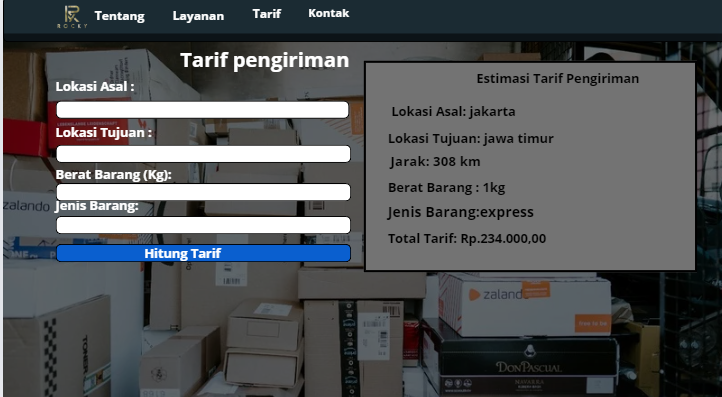 ROCKY
Tentang
Layanan
Tarif
Kontak
Tarif pengiriman
Lokasi Asal :
Lokasi Tujuan :
Berat Barang (Kg):
Jenis Barang:
Hitung Tarif
Estimasi Tarif Pengiriman
Lokasi Asal: jakarta
Lokasi Tujuan: jawa timur
Jarak: 308 km
Berat Barang : 1kg
Jenis Barang:express
Total Tarif: Rp.234.000,00
zalando
zalando
DON PASCUAL